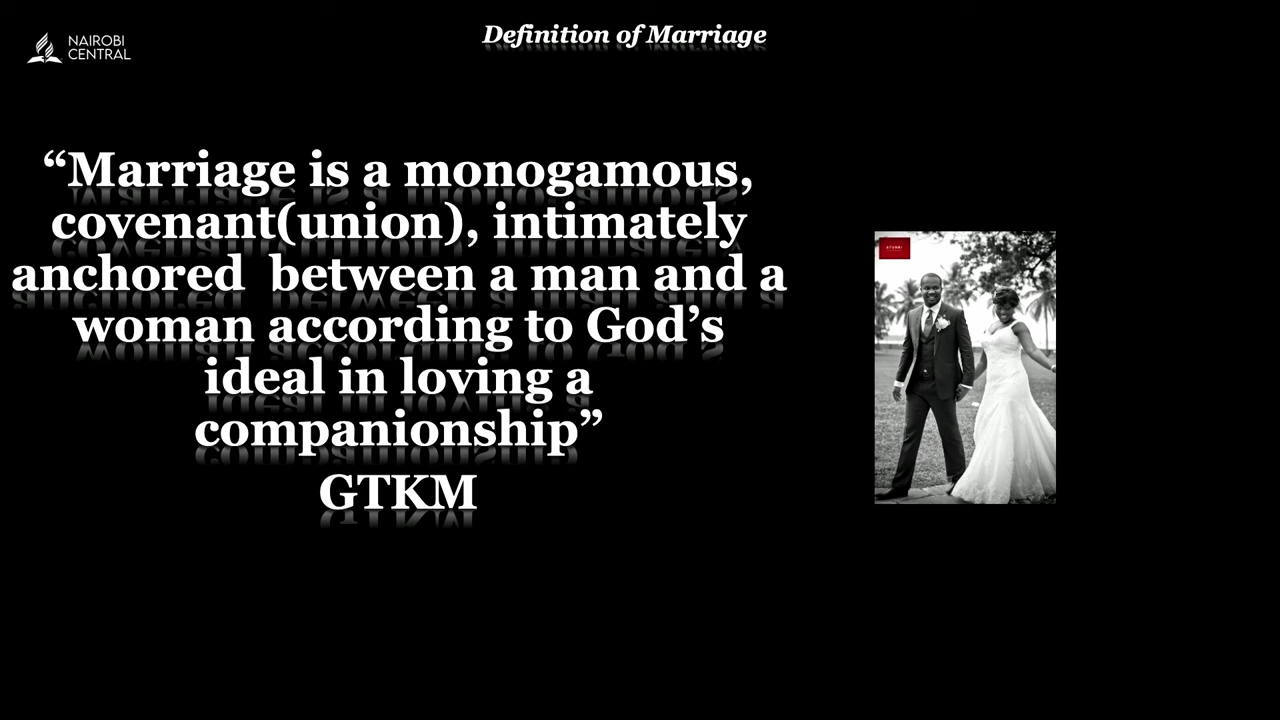 Definition of Marriage
NAIROBI
CENTRAL
“Marriage is a monogamous,
covenant(union), intimately
anchored between a man and a
woman according to God’s
ideal in loving a
companionship”
GTKM